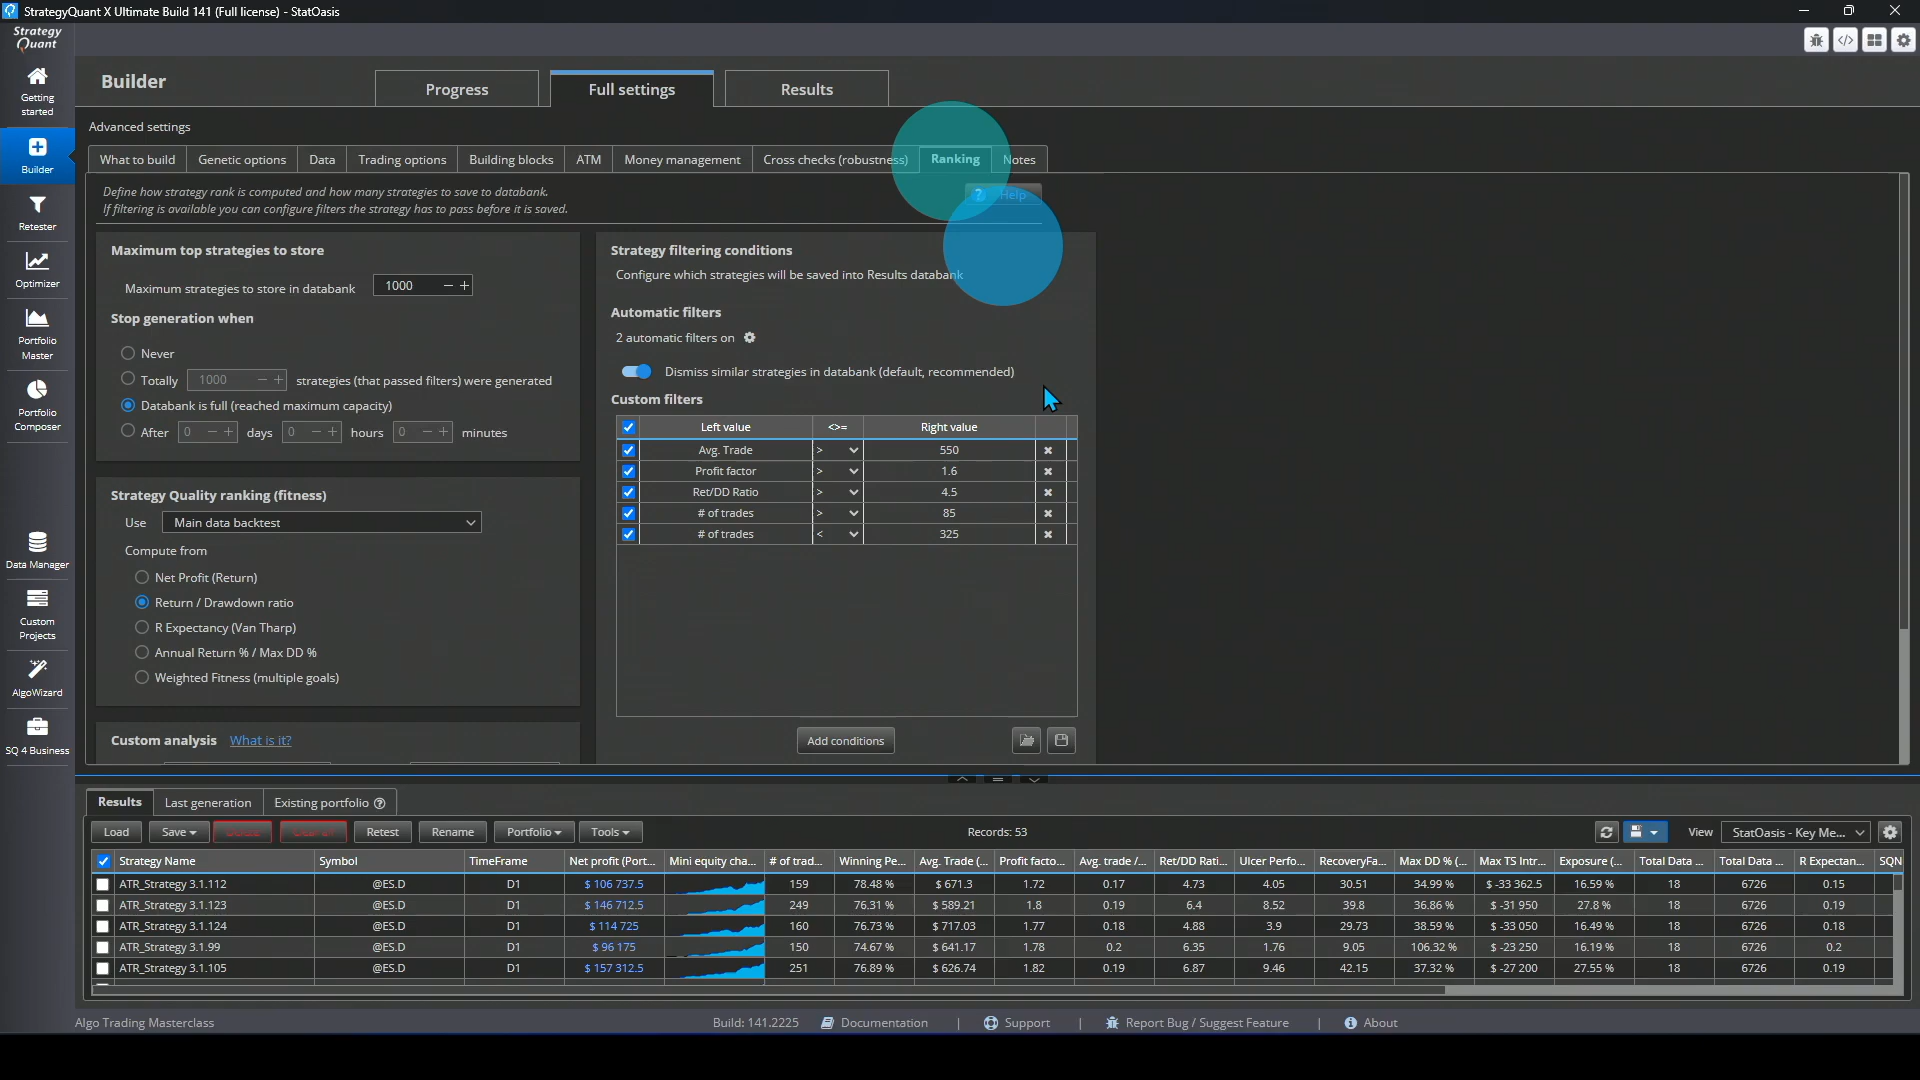 StrategyQuant X Ultimate Build 141 (Full license) - StatOasis
Strategy
Quant
Getting
started
Builder
Retester
Optimizer
Portfolio
Master
Portfolio
Composer
Data Manager
Custom
Projects
AlgoWizard
SQ 4 Business
Builder
Progress
Full settings
Results
Advanced settings
What to build
Genetic options
Data
Trading options
Building blocks
ATM
Money management
Cross checks (robustness)
Ranking
Notes
Define how strategy rank is computed and how many strategies to save to databank.
If filtering is available you can configure filters the strategy has to pass before it is saved.
? Help
Maximum top strategies to store
Maximum strategies to store in databank 1000 − +
Stop generation when
Never
Totally 1000 − + strategies (that passed filters) were generated
Databank is full (reached maximum capacity)
After 0 − + days 0 − + hours 0 − + minutes
Strategy Quality ranking (fitness)
Use Main data backtest
Compute from
Net Profit (Return)
Return / Drawdown ratio
R Expectancy (Van Tharp)
Annual Return % / Max DD %
Weighted Fitness (multiple goals)
Custom analysis What is it?
Strategy filtering conditions
Configure which strategies will be saved into Results databank
Automatic filters
2 automatic filters on
Dismiss similar strategies in databank (default, recommended)
Custom filters
Left value <>= Right value
Avg. Trade > 550
Profit factor > 1.6
Ret/DD Ratio > 4.5
# of trades > 85
# of trades < 325
Add conditions
Results
Last generation
Existing portfolio ?
Load Save Retest Rename Portfolio Tools Records: 53 View StatOasis - Key Me...
Strategy Name Symbol TimeFrame Net profit (Port... Mini equity cha... # of trad... Winning Pe... Avg. Trade (... Profit facto... Avg. trade /... Ret/DD Rati... Ulcer Perfo... RecoveryFa... Max DD % (... Max TS Intr... Exposure (... Total Data ... Total Data ... R Expectan... SQN
ATR_Strategy 3.1.112 @ES.D D1 $ 106 737.5 159 78.48 % $ 671.3 1.72 0.17 4.73 4.05 30.51 34.99 % $ -33 362.5 16.59 % 18 6726 0.15
ATR_Strategy 3.1.123 @ES.D D1 $ 146 712.5 249 76.31 % $ 589.21 1.8 0.19 6.4 8.52 39.8 36.86 % $ -31 950 27.8 % 18 6726 0.19
ATR_Strategy 3.1.124 @ES.D D1 $ 114 725 160 76.73 % $ 717.03 1.77 0.18 4.88 3.9 29.73 38.59 % $ -33 050 16.49 % 18 6726 0.18
ATR_Strategy 3.1.99 @ES.D D1 $ 96 175 150 74.67 % $ 641.17 1.78 0.2 6.35 1.76 9.05 106.32 % $ -23 250 16.19 % 18 6726 0.2
ATR_Strategy 3.1.105 @ES.D D1 $ 157 312.5 251 76.89 % $ 626.74 1.82 0.19 6.87 9.46 42.15 37.32 % $ -27 200 27.55 % 18 6726 0.19
Algo Trading Masterclass
Build: 141.2225 Documentation | Support | Report Bug / Suggest Feature | About